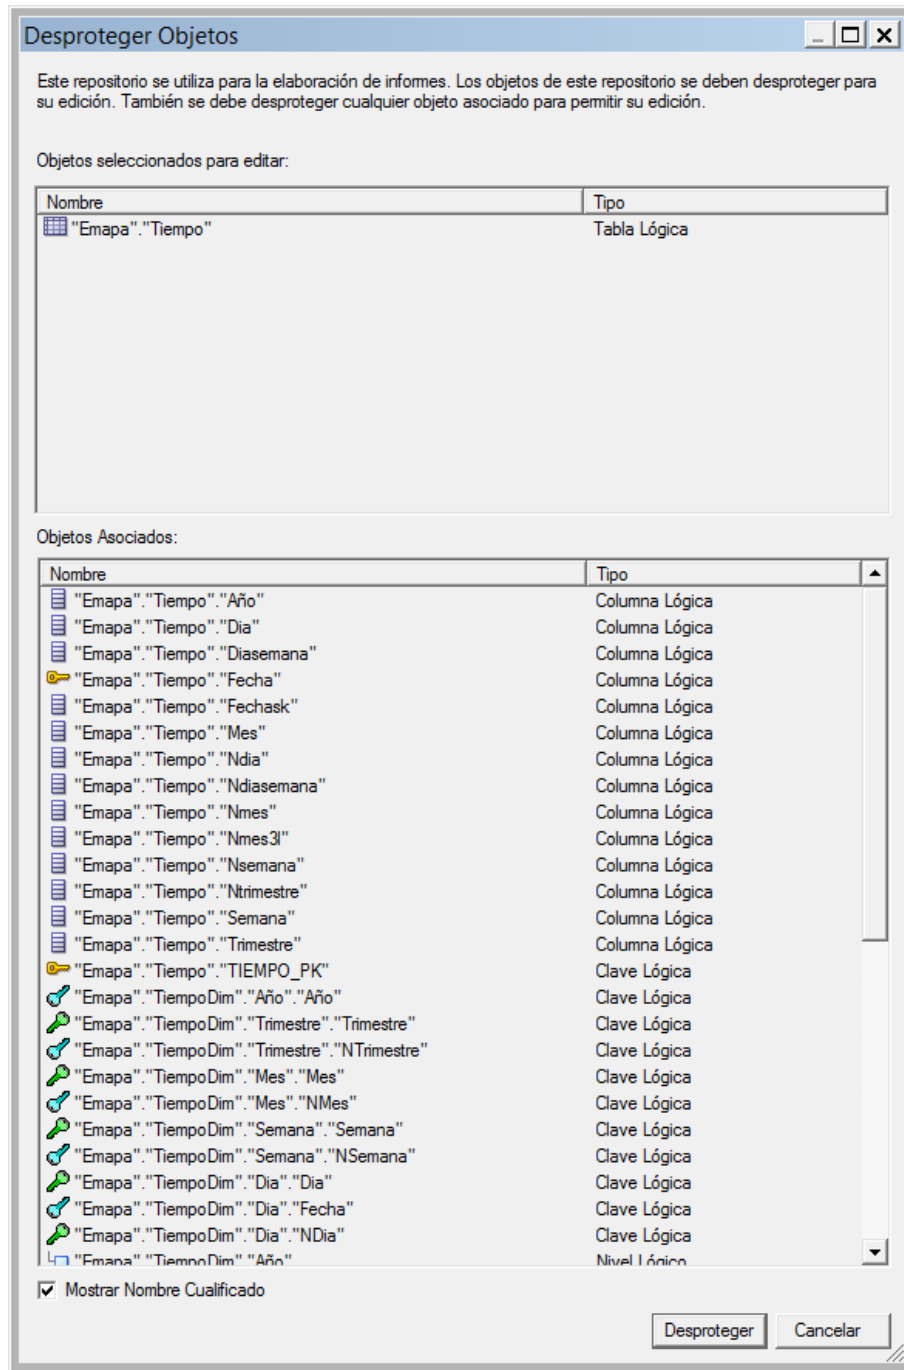 Desproteger Objetos
Este repositorio se utiliza para la elaboración de informes. Los objetos de este repositorio se deben desproteger para
su edición. También se debe desproteger cualquier objeto asociado para permitir su edición.
Objetos seleccionados para editar:
Nombre Tipo
"Emapa"."Tiempo" Tabla Lógica
Objetos Asociados:
Nombre Tipo
"Emapa"."Tiempo"."Año" Columna Lógica
"Emapa"."Tiempo"."Dia" Columna Lógica
"Emapa"."Tiempo"."Diasemana" Columna Lógica
"Emapa"."Tiempo"."Fecha" Columna Lógica
"Emapa"."Tiempo"."Fechask" Columna Lógica
"Emapa"."Tiempo"."Mes" Columna Lógica
"Emapa"."Tiempo"."Ndia" Columna Lógica
"Emapa"."Tiempo"."Ndiasemana" Columna Lógica
"Emapa"."Tiempo"."Nmes" Columna Lógica
"Emapa"."Tiempo"."Nmes3l" Columna Lógica
"Emapa"."Tiempo"."Nsemana" Columna Lógica
"Emapa"."Tiempo"."Ntrimestre" Columna Lógica
"Emapa"."Tiempo"."Semana" Columna Lógica
"Emapa"."Tiempo"."Trimestre" Columna Lógica
"Emapa"."Tiempo"."TIEMPO_PK" Clave Lógica
"Emapa"."TiempoDim"."Año"."Año" Clave Lógica
"Emapa"."TiempoDim"."Trimestre"."Trimestre" Clave Lógica
"Emapa"."TiempoDim"."Trimestre"."NTrimestre" Clave Lógica
"Emapa"."TiempoDim"."Mes"."Mes" Clave Lógica
"Emapa"."TiempoDim"."Mes"."NMes" Clave Lógica
"Emapa"."TiempoDim"."Semana"."Semana" Clave Lógica
"Emapa"."TiempoDim"."Semana"."NSemana" Clave Lógica
"Emapa"."TiempoDim"."Dia"."Dia" Clave Lógica
"Emapa"."TiempoDim"."Dia"."Fecha" Clave Lógica
"Emapa"."TiempoDim"."Dia"."NDia" Clave Lógica
"Emapa"."TiempoDim"."Año" Nivel Lógico
Mostrar Nombre Cualificado
Desproteger Cancelar